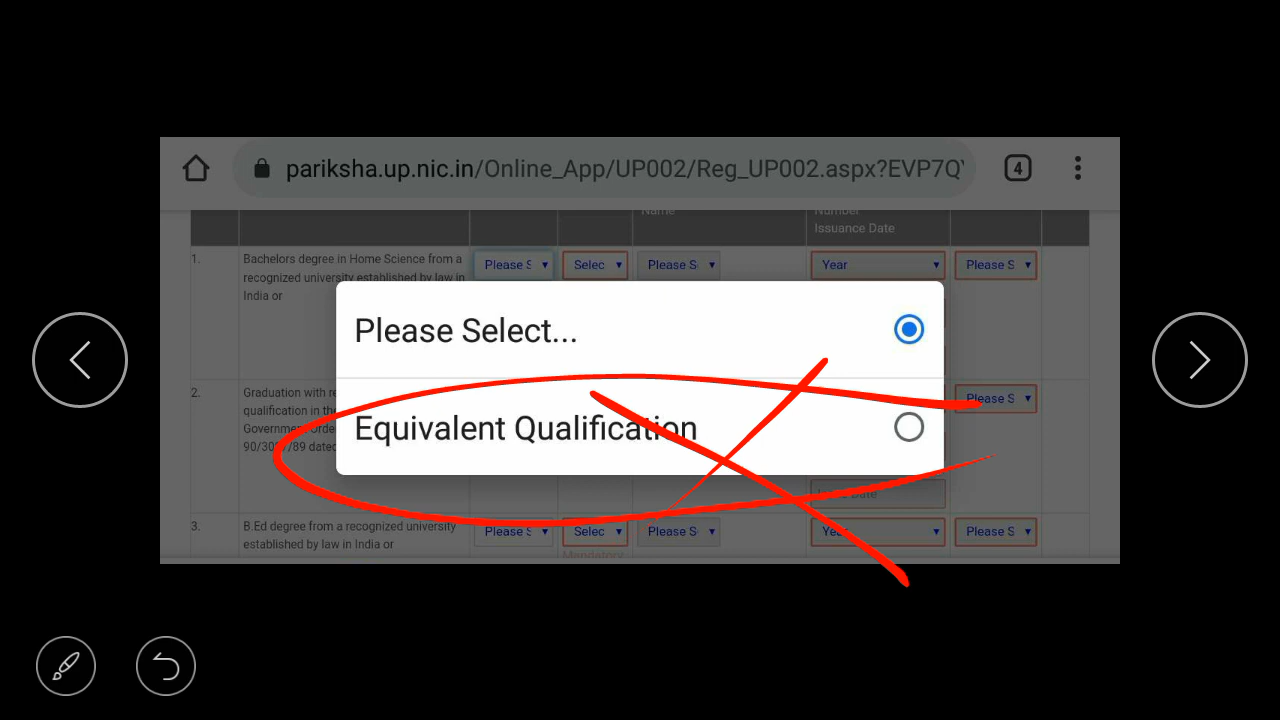 pariksha.up.nic.in/Online_App/UP002/Reg_UP002.aspx?EVP7Q
4
Name
Number
Issuance Date
1.
Bachelors degree in Home Science from a
recognized university established by law in
India or
Please S
Selec
Please S
Year
Please S
Please Select...
Equivalent Qualification
2.
Graduation with
qualification in the
Government Orde
dated
Please S
Date
3.
B.Ed degree from a recognized university
established by law in India or
Please S
Selec
Please S
Year
Please S
Mandatory